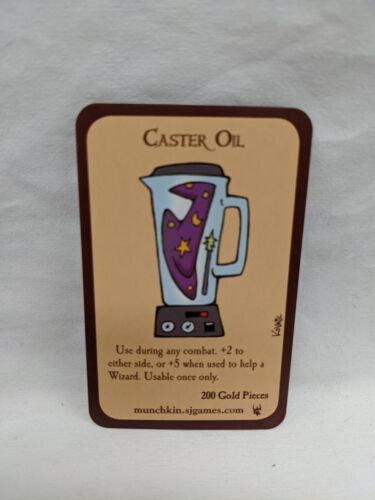 Caster Oil
Kovalic
Use during any combat. +2 to
either side, or +5 when used to help a
Wizard. Usable once only.
200 Gold Pieces
munchkin.sjgames.com